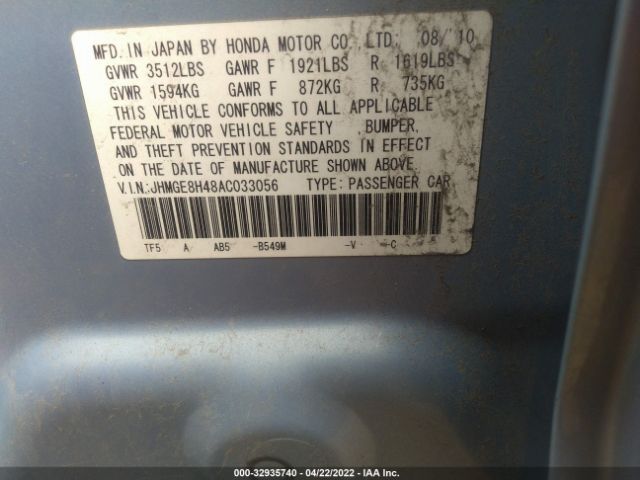 MFD. IN JAPAN BY HONDA MOTOR CO.,LTD. 08/10
GVWR 3512LBS GAWR F 1921LBS R 1619LBS
GVWR 1594KG GAWR F 872KG R 735KG
THIS VEHICLE CONFORMS TO ALL APPLICABLE
FEDERAL MOTOR VEHICLE SAFETY ,BUMPER,
AND THEFT PREVENTION STANDARDS IN EFFECT
ON THE DATE OF MANUFACTURE SHOWN ABOVE.
V.I.N.:JHMGE8H48AC033056 TYPE: PASSENGER CAR
TF5 A AB5 -B549M -V -C
000-32935740 - 04/22/2022 - IAA Inc.